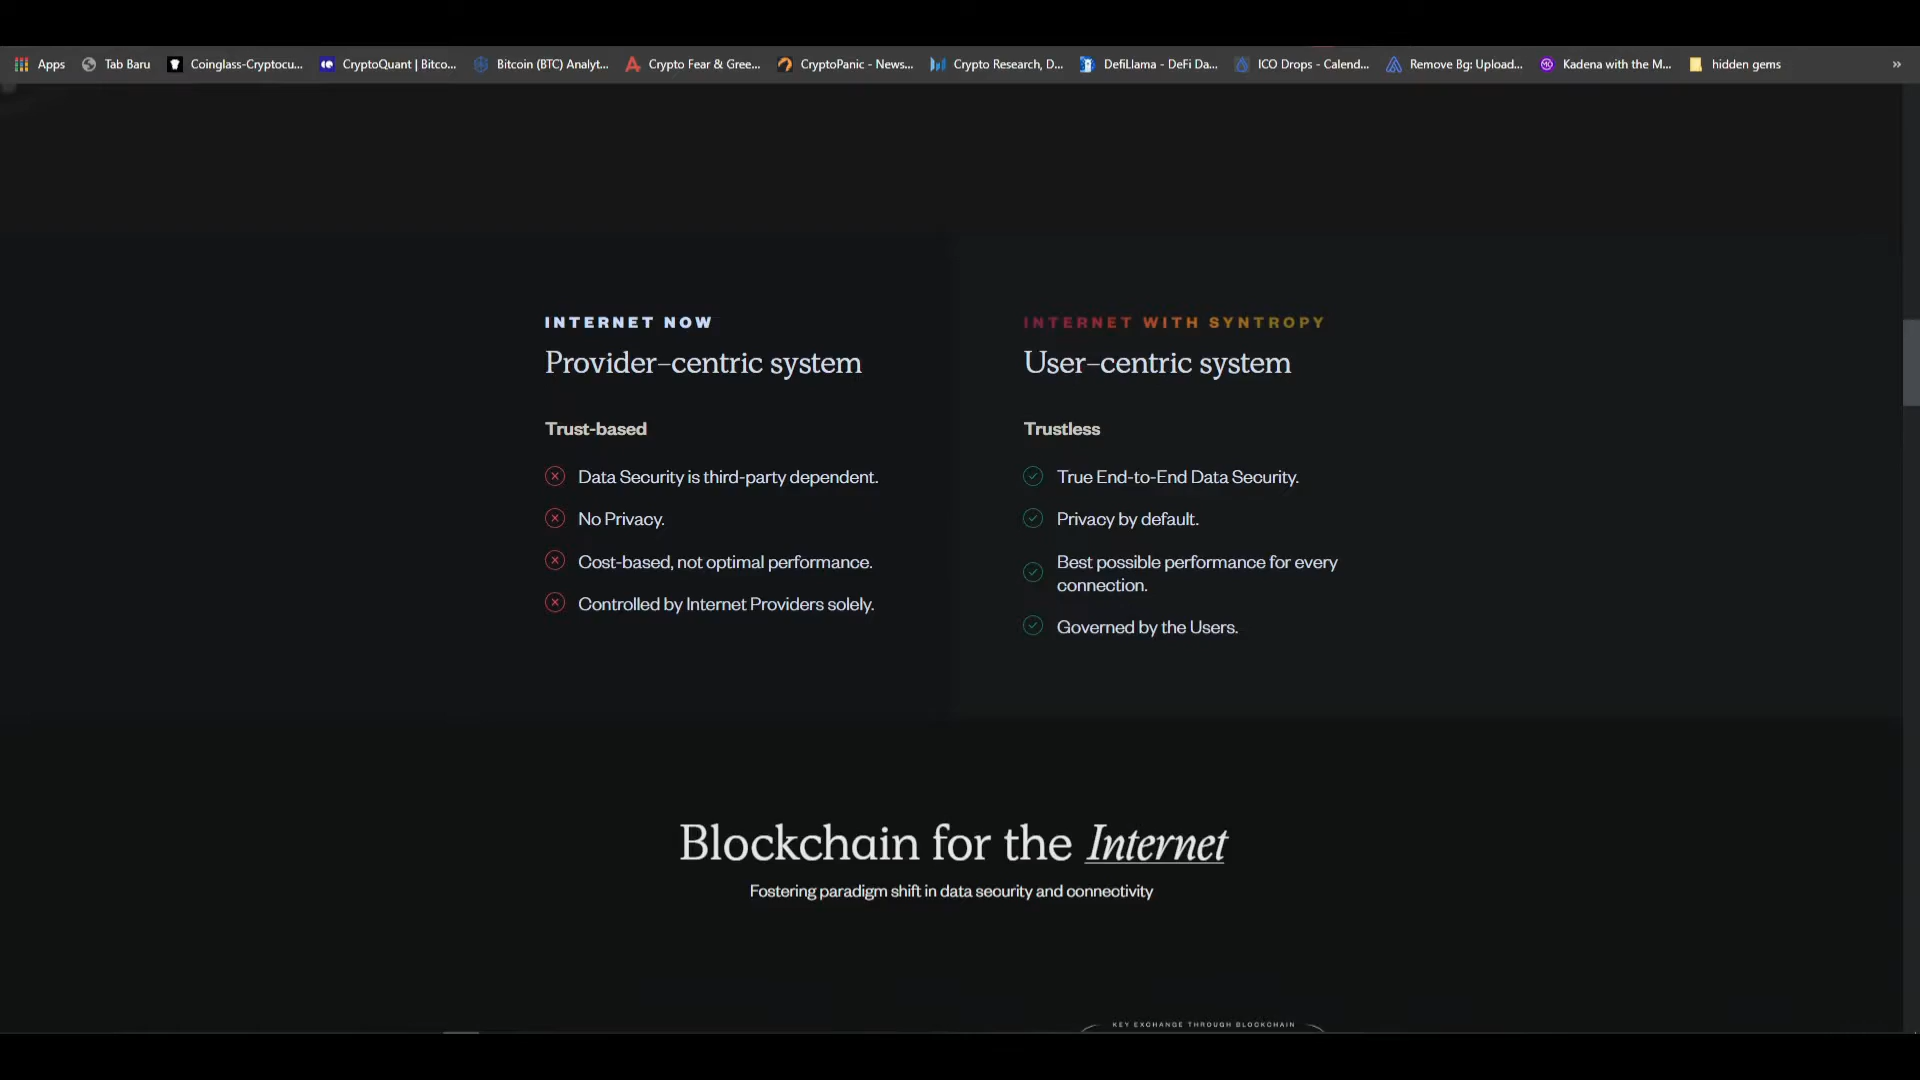 Apps Tab Baru Coinglass-Cryptocu... CryptoQuant | Bitco... Bitcoin (BTC) Analyt... Crypto Fear & Gree... CryptoPanic - News... Crypto Research, D... DefiLlama - DeFi Da... ICO Drops - Calend... Remove Bg: Upload... Kadena with the M... hidden gems »
INTERNET NOW
Provider-centric system
Trust-based
Data Security is third-party dependent.
No Privacy.
Cost-based, not optimal performance.
Controlled by Internet Providers solely.
INTERNET WITH SYNTROPY
User-centric system
Trustless
True End-to-End Data Security.
Privacy by default.
Best possible performance for every
connection.
Governed by the Users.
Blockchain for the Internet
Fostering paradigm shift in data security and connectivity
KEY EXCHANGE THROUGH BLOCKCHAIN